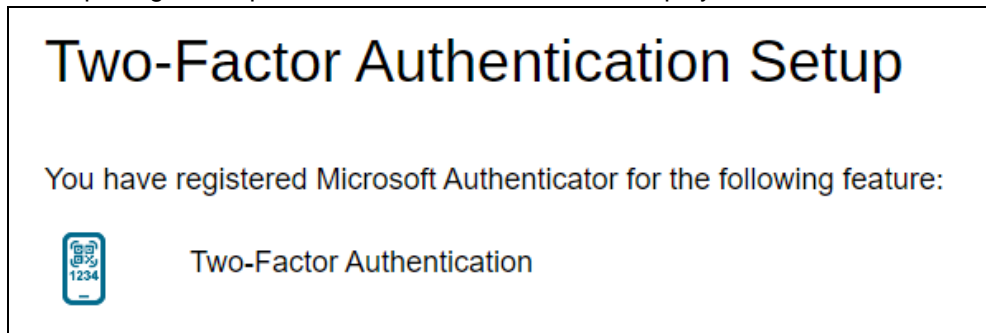 Two-Factor Authentication Setup
You have registered Microsoft Authenticator for the following feature:
1234
Two-Factor Authentication